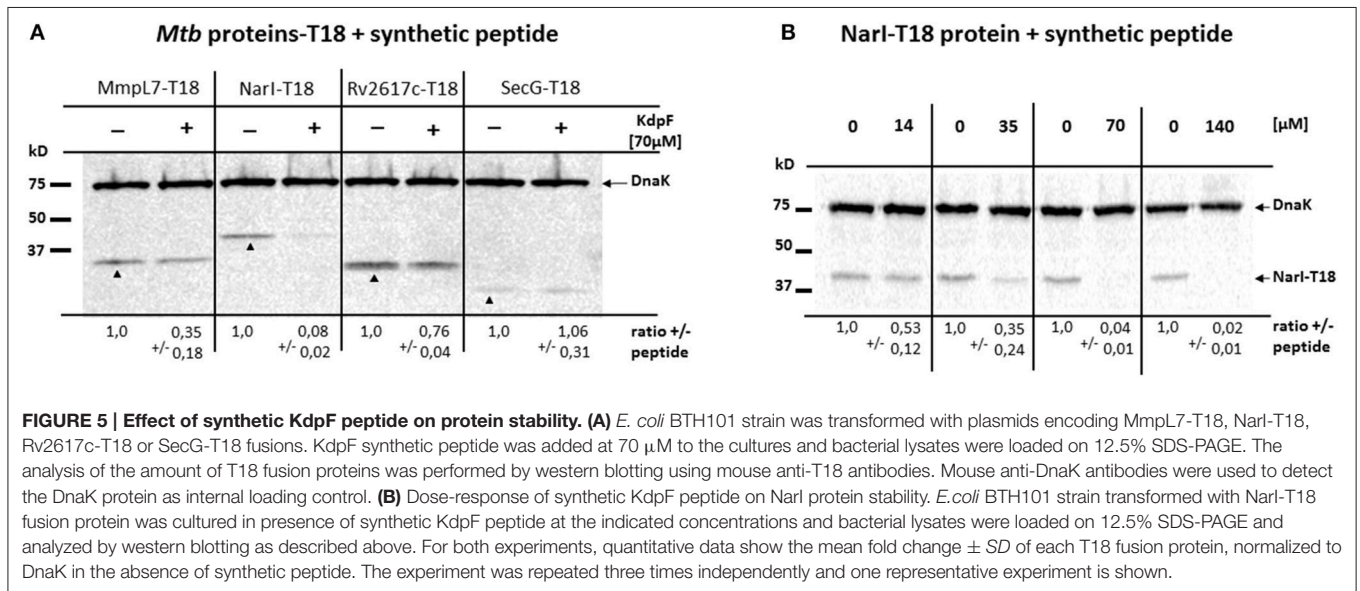 A
Mtb proteins-T18 + synthetic peptide
MmpL7-T18 NarI-T18 Rv2617c-T18 SecG-T18
– + – + – + – + KdpF
[70µM]
kD
75
50
37
DnaK
1,0 0,35 1,0 0,08 1,0 0,76 1,0 1,06 ratio +/-
+/- 0,18 +/- 0,02 +/- 0,04 +/- 0,31 peptide
B
NarI-T18 protein + synthetic peptide
0 14 0 35 0 70 0 140 [µM]
kD
75
50
37
DnaK
NarI-T18
1,0 0,53 1,0 0,35 1,0 0,04 1,0 0,02 ratio +/-
+/- 0,12 +/- 0,24 +/- 0,01 +/- 0,01 peptide
FIGURE 5 | Effect of synthetic KdpF peptide on protein stability. (A) E. coli BTH101 strain was transformed with plasmids encoding MmpL7-T18, NarI-T18,
Rv2617c-T18 or SecG-T18 fusions. KdpF synthetic peptide was added at 70 µM to the cultures and bacterial lysates were loaded on 12.5% SDS-PAGE. The
analysis of the amount of T18 fusion proteins was performed by western blotting using mouse anti-T18 antibodies. Mouse anti-DnaK antibodies were used to detect
the DnaK protein as internal loading control. (B) Dose-response of synthetic KdpF peptide on NarI protein stability. E.coli BTH101 strain transformed with NarI-T18
fusion protein was cultured in presence of synthetic KdpF peptide at the indicated concentrations and bacterial lysates were loaded on 12.5% SDS-PAGE and
analyzed by western blotting as described above. For both experiments, quantitative data show the mean fold change ± SD of each T18 fusion protein, normalized to
DnaK in the absence of synthetic peptide. The experiment was repeated three times independently and one representative experiment is shown.